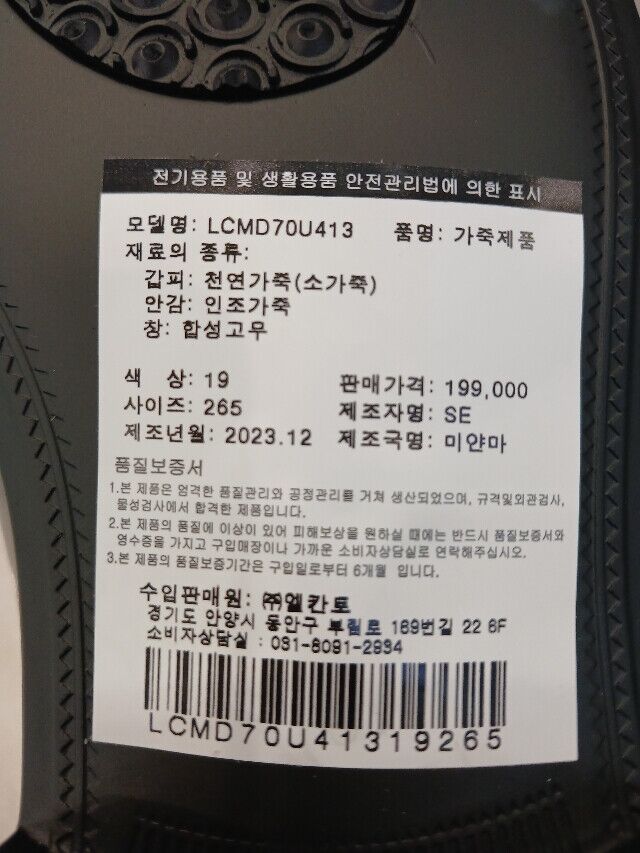 전기용품 및 생활용품 안전관리법에 의한 표시
모델명: LCMD70U413 품명: 가죽제품
재료의 종류:
갑피: 천연가죽(소가죽)
안감: 인조가죽
창: 합성고무
색 상: 19 판매가격: 199,000
사이즈: 265 제조자명: SE
제조년월: 2023.12 제조국명: 미얀마
품질보증서
1.본 제품은 엄격한 품질관리와 공정관리를 거쳐 생산되었으며, 규격및외관검사,
물성검사에서 합격한 제품입니다.
2.본 제품의 품질에 이상이 있어 피해보상을 원하실 때에는 반드시 품질보증서와
영수증을 가지고 구입매장이나 가까운 소비자상담실로 연락해주십시오.
3.본 제품의 품질보증기간은 구입일로부터 6개월 입니다.
수입판매원: ㈜엘칸토
경기도 안양시 동안구 부림로 169번길 22 6F
소비자상담실 : 031-8091-2934
LCMD70U41319265